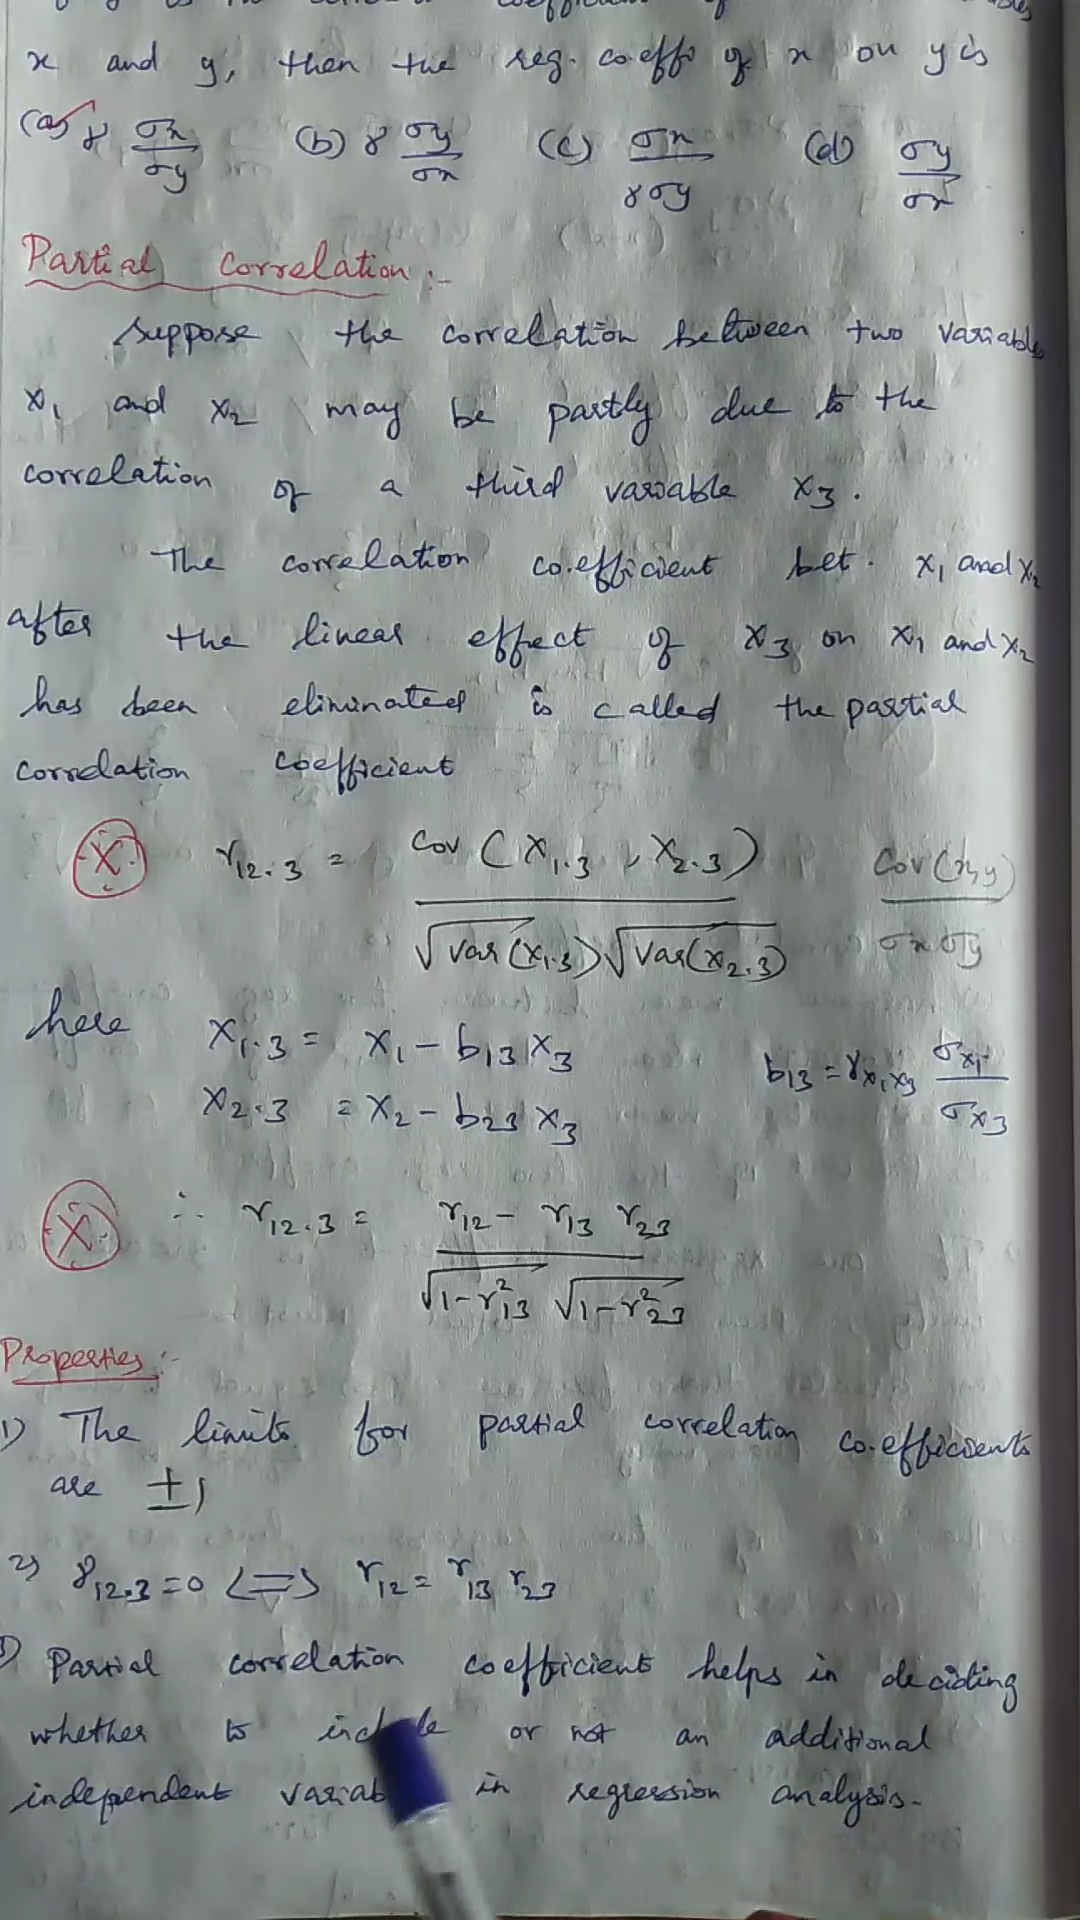 x and y, then the reg. co.effi of x on y is
(a) r σx/σy (b) r σy/σx (c) σx/rσy (d) σy/σx
Partial Correlation :-
Suppose the correlation between two variables
X1 and X2 may be partly due to the
correlation of a third variable X3.
The correlation co.efficient bet. X1 and X2
after the linear effect of X3 on X1 and X2
has been eliminated is called the partial
correlation coefficient
X r12.3 = Cov (X1.3, X2.3) / √Var(X1.3) √Var(X2.3) Cov(x,y) / σx σy
here X1.3 = X1 - b13 X3
X2.3 = X2 - b23 X3
b13 = rx1x3 σx1/σx3
X ∴ r12.3 = r12 - r13 r23 / √1-r²13 √1-r²23
Properties :-
1) The limits for partial correlation co.efficients
are ±1
2) r12.3=0 <=> r12 = r13 r23
3) Partial correlation coefficient helps in deciding
whether to or not an additional
independent in regression analysis.